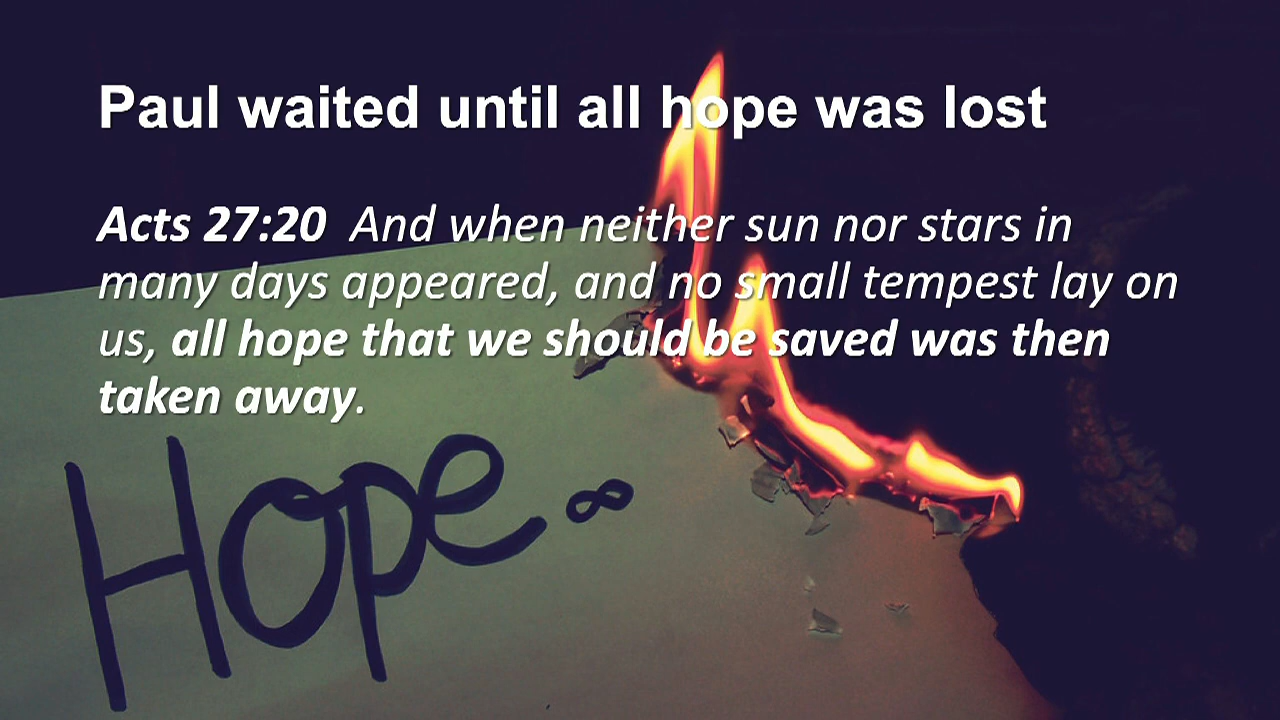 Paul waited until all hope was lost
Acts 27:20 And when neither sun nor stars in
many days appeared, and no small tempest lay on
us, all hope that we should be saved was then
taken away.
Hope ∞